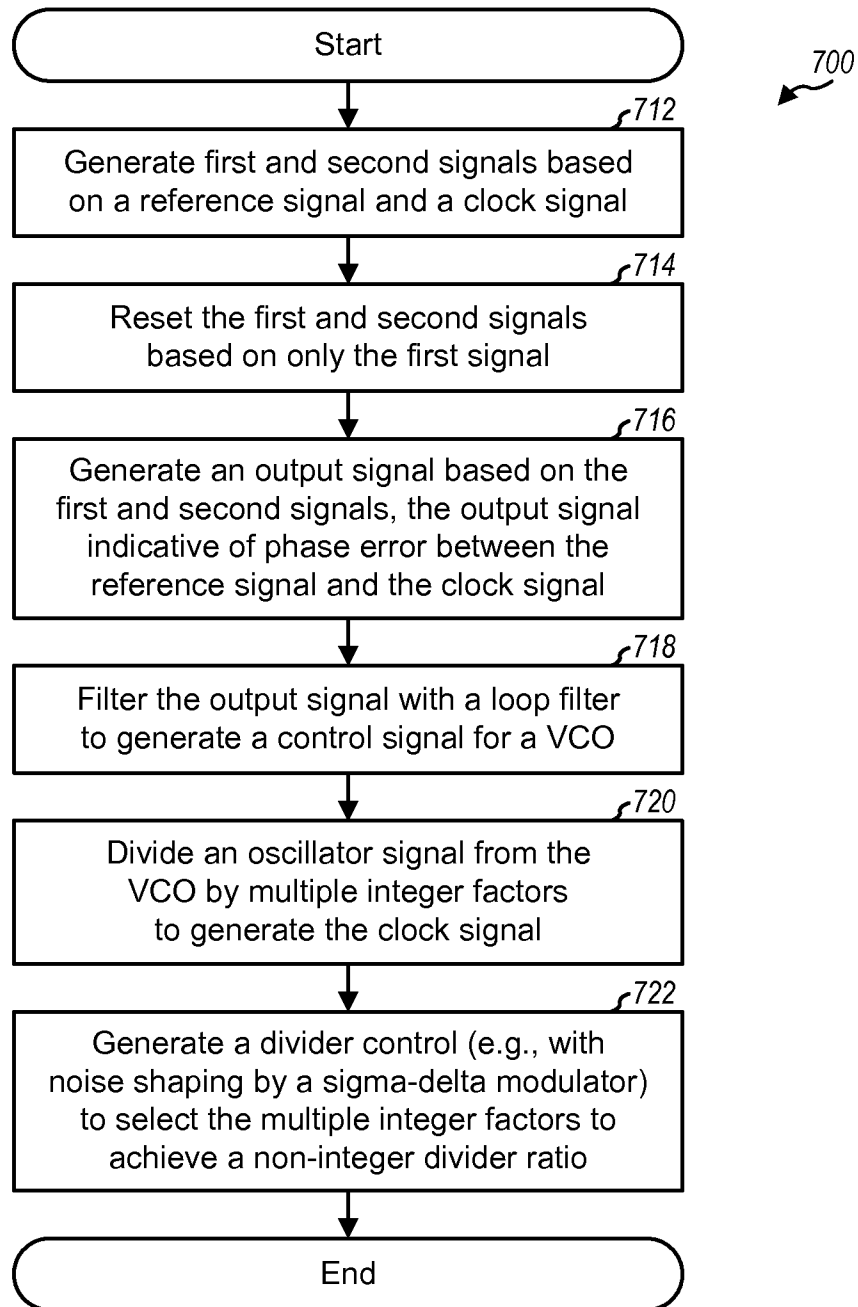 Start
700
712
Generate first and second signals based
on a reference signal and a clock signal
714
Reset the first and second signals
based on only the first signal
716
Generate an output signal based on the
first and second signals, the output signal
indicative of phase error between the
reference signal and the clock signal
718
Filter the output signal with a loop filter
to generate a control signal for a VCO
720
Divide an oscillator signal from the
VCO by multiple integer factors
to generate the clock signal
722
Generate a divider control (e.g., with
noise shaping by a sigma-delta modulator)
to select the multiple integer factors to
achieve a non-integer divider ratio
End